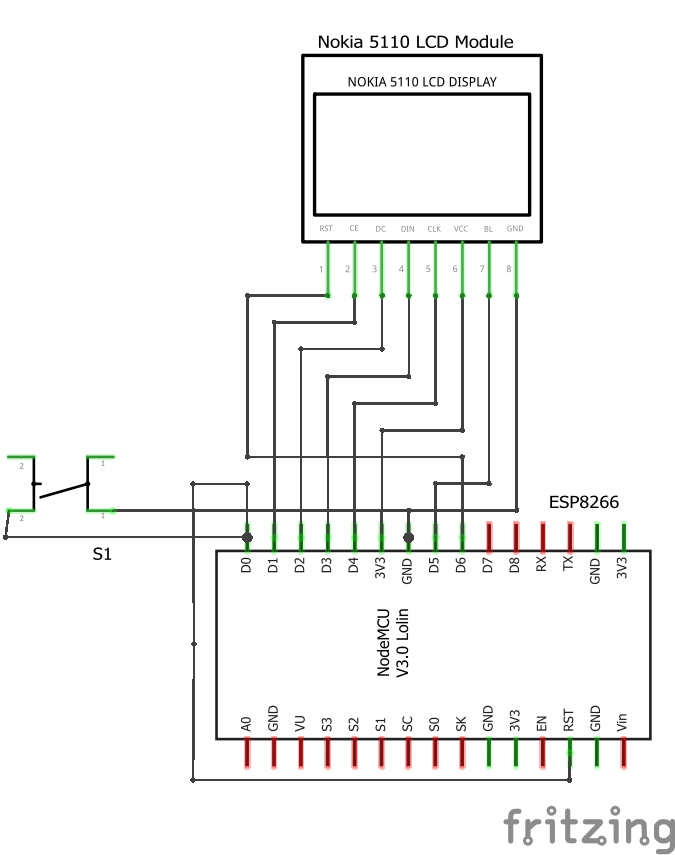 Nokia 5110 LCD Module
NOKIA 5110 LCD DISPLAY
RST CE DC DIN CLK VCC BL GND
1 2 3 4 5 6 7 8
2 1
2 1
S1
ESP8266
D0 D1 D2 D3 D4 3V3 GND D5 D6 D7 D8 RX TX GND 3V3
NodeMCU
V3.0 Lolin
A0 GND VU S3 S2 S1 SC S0 SK GND 3V3 EN RST GND Vin
fritzing